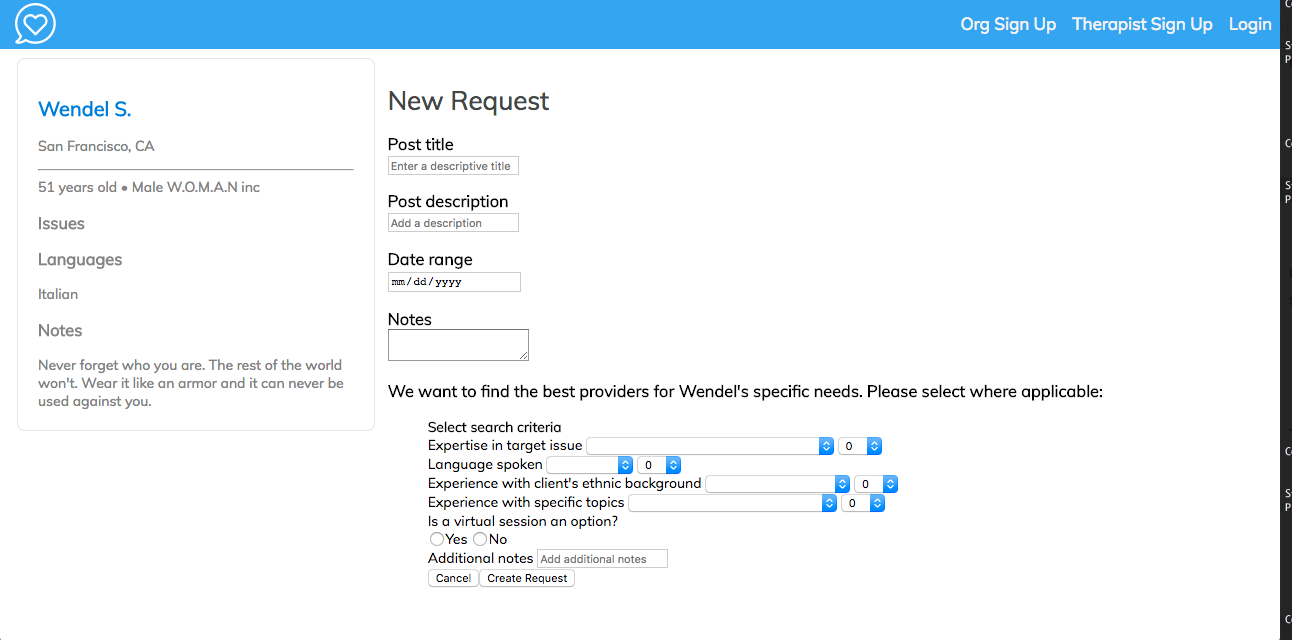 Org Sign Up Therapist Sign Up Login
Wendel S.
San Francisco, CA
51 years old • Male W.O.M.A.N inc
Issues
Languages
Italian
Notes
Never forget who you are. The rest of the world
won't. Wear it like an armor and it can never be
used against you.
New Request
Post title
Enter a descriptive title
Post description
Add a description
Date range
mm/dd/yyyy
Notes
We want to find the best providers for Wendel's specific needs. Please select where applicable:
Select search criteria
Expertise in target issue 0
Language spoken 0
Experience with client's ethnic background 0
Experience with specific topics 0
Is a virtual session an option?
Yes No
Additional notes Add additional notes
Cancel Create Request